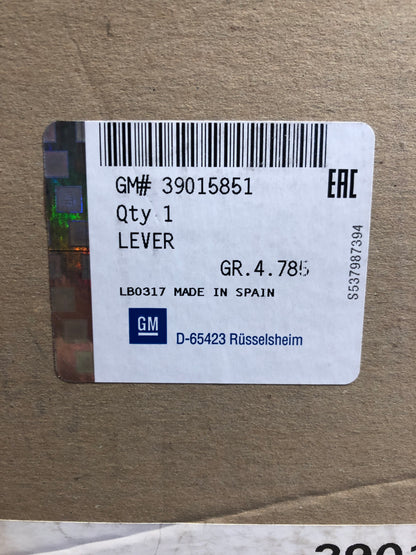 GM# 39015851
EAC
Qty 1
LEVER
GR.4.785
LB0317 MADE IN SPAIN
S537987394
GM
D-65423 Rüsselsheim